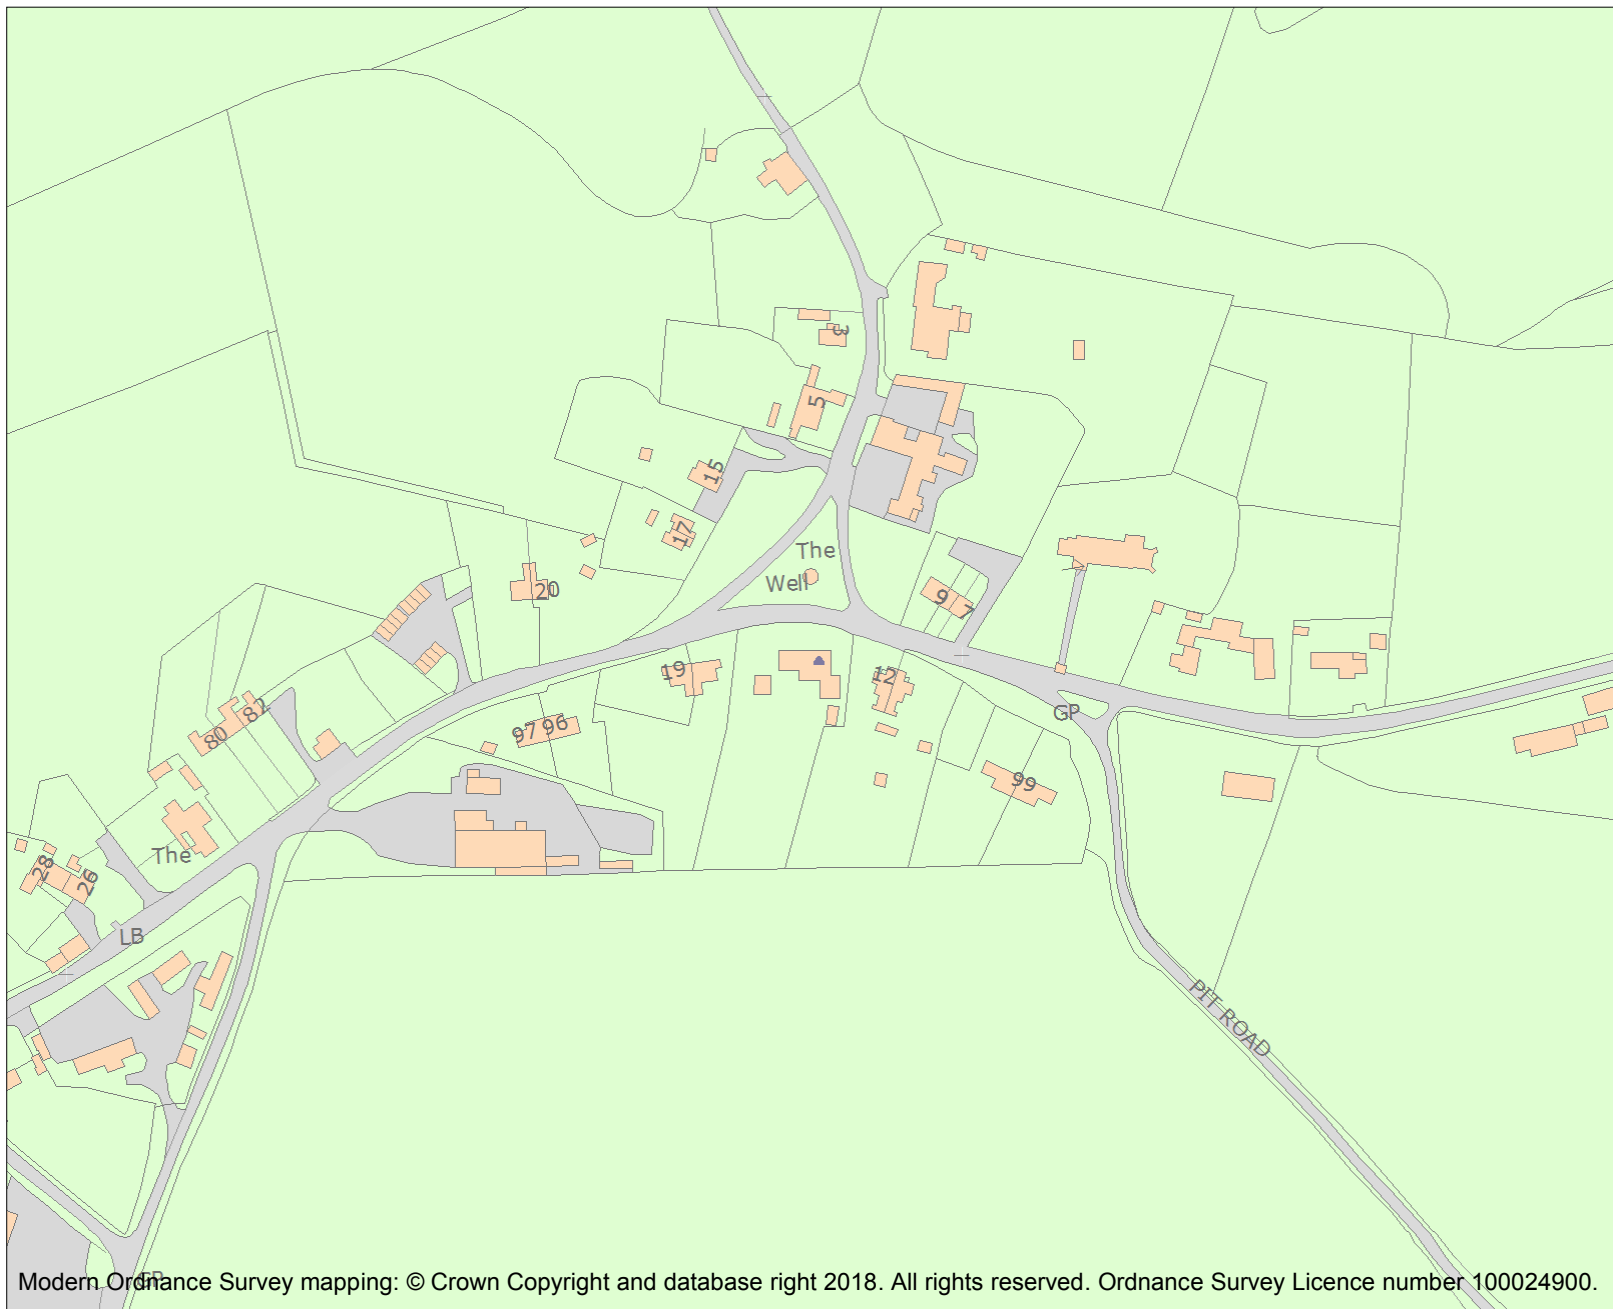 3
5
15
17
The
Well
20
9
7
19
12
GP
82
80
97 96
99
The
28
26
LB
PIT ROAD
Modern Ordnance Survey mapping: © Crown Copyright and database right 2018. All rights reserved. Ordnance Survey Licence number 100024900.